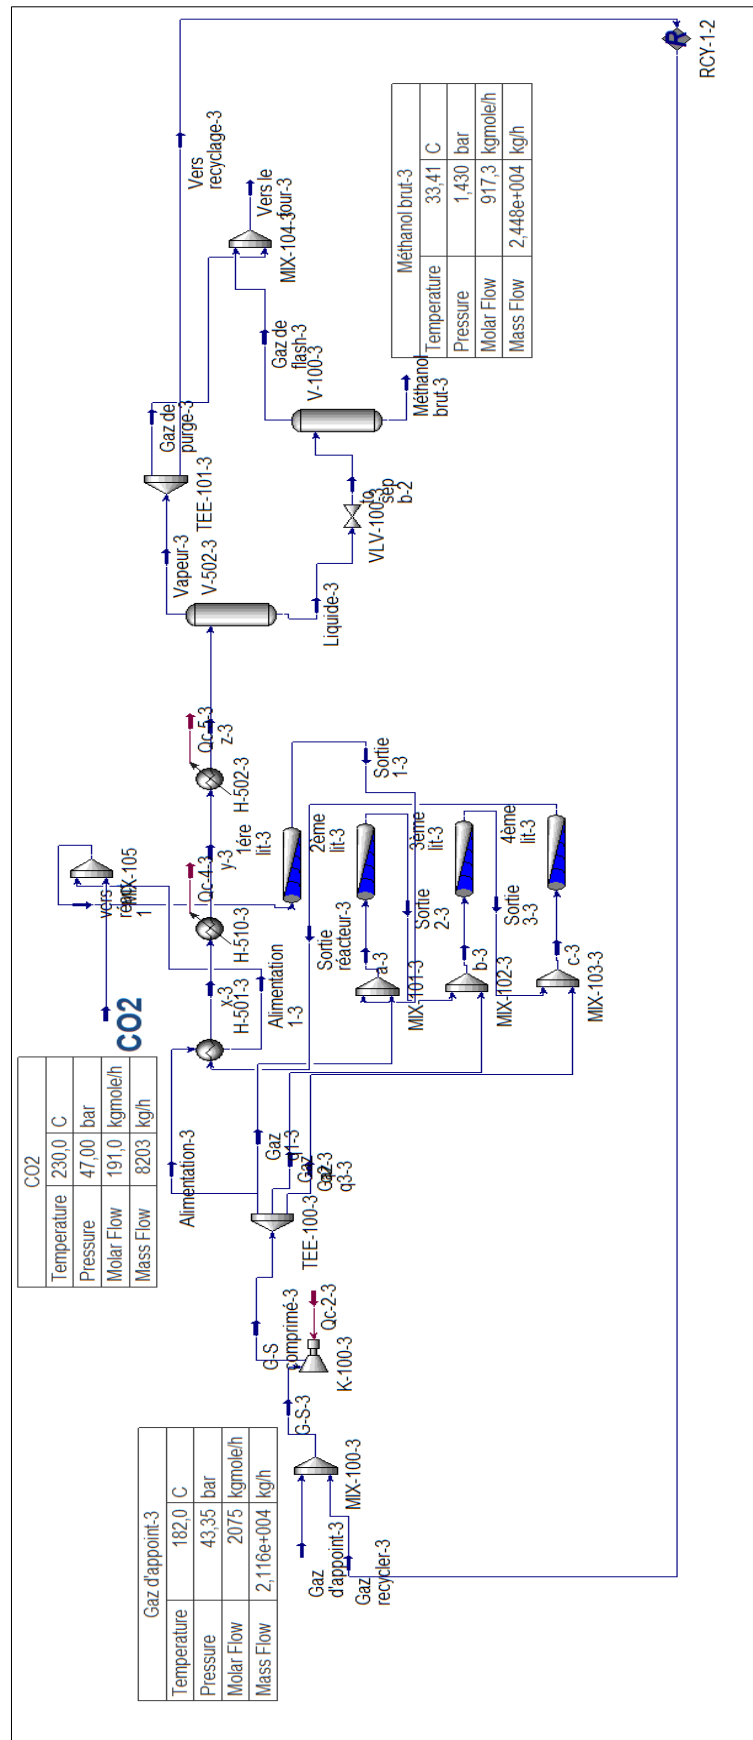 Gaz d'appoint-3
Temperature 182,0 C
Pressure 43,35 bar
Molar Flow 2075 kgmole/h
Mass Flow 2,116e+004 kg/h
CO2
Temperature 230,0 C
Pressure 47,00 bar
Molar Flow 191,0 kgmole/h
Mass Flow 8203 kg/h
Méthanol brut-3
Temperature 33,41 C
Pressure 1,430 bar
Molar Flow 917,3 kgmole/h
Mass Flow 2,448e+004 kg/h
Gaz
d'appoint-3
Gaz
recycler-3
MIX-100-3
G-S-3
K-100-3
Qc-2-3
G-S
comprimé-3
TEE-100-3
Alimentation-3
Gaz
q1-3
Gaz
q3-3
CO2
vers
1
MIX-105
H-501-3
x-3
Alimentation
1-3
H-510-3
Qc-4-3
y-3
H-502-3
Qc-5-3
z-3
1ére
lit-3
Sortie
1-3
2ème
lit-3
Sortie
réacteur-3
a-3
MIX-101-3
Sortie
2-3
3ème
lit-3
b-3
MIX-102-3
Sortie
3-3
4ème
lit-3
c-3
MIX-103-3
V-502-3
Vapeur-3
Liquide-3
TEE-101-3
Gaz de
purge-3
VLV-100-3
to
sep
b-2
V-100-3
Gaz de
flash-3
Méthanol
brut-3
MIX-104-3
Vers le
four-3
Vers
recyclage-3
R
RCY-1-2